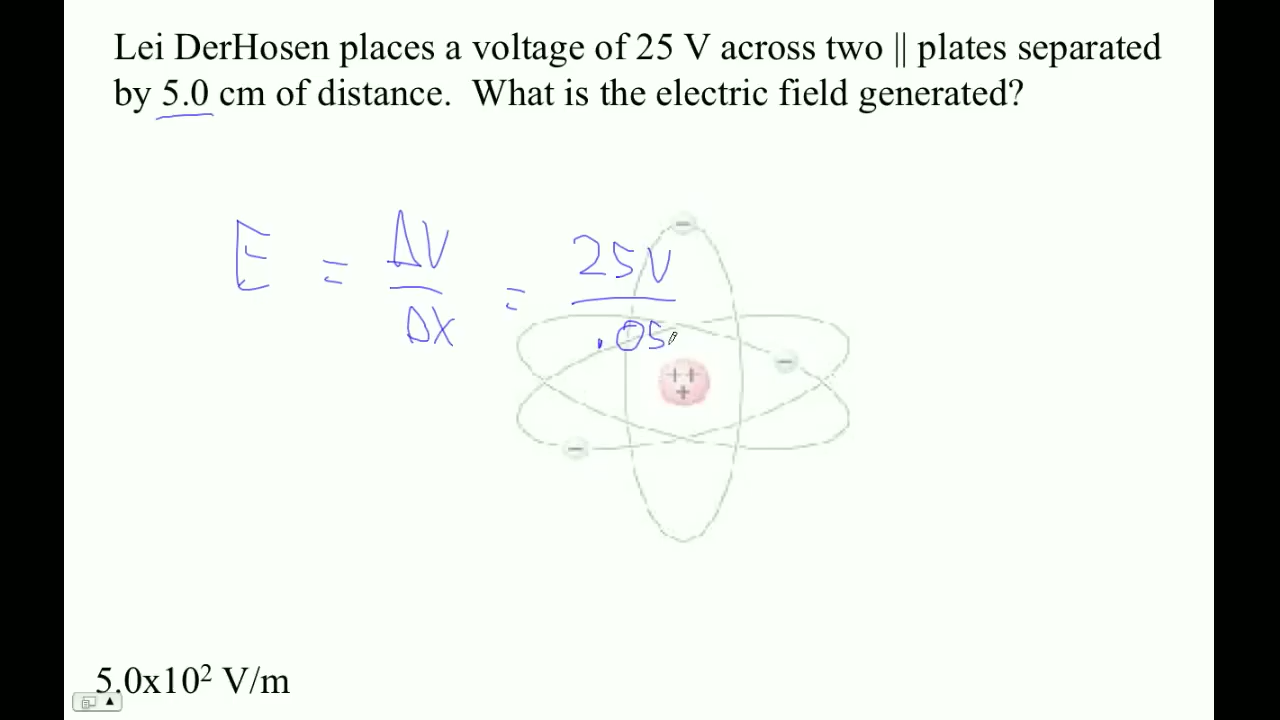 Lei DerHosen places a voltage of 25 V across two || plates separated
by 5.0 cm of distance.  What is the electric field generated?
E = ΔV / ΔX = 25V / .05
5.0x10² V/m